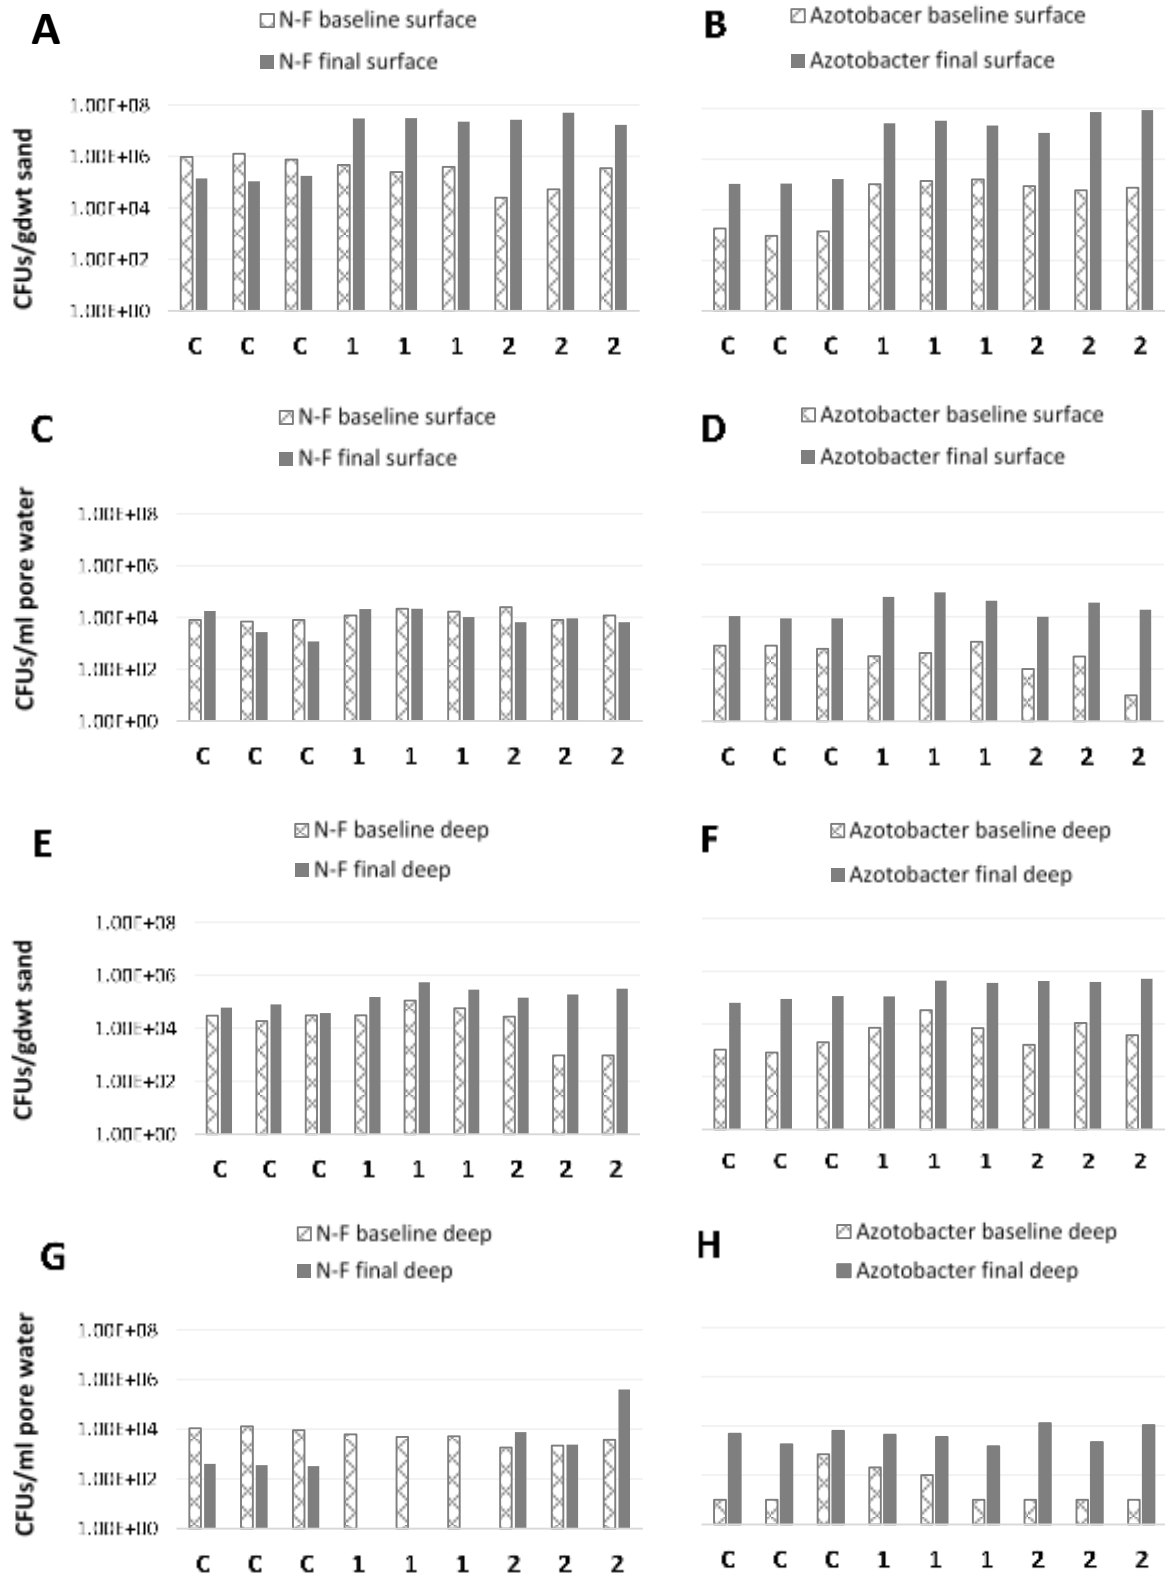 A
N-F baseline surface
N-F final surface
B
Azotobacer baseline surface
Azotobacter final surface
CFUs/gdwt sand
1.00E+08
1.00E+06
1.00E+04
1.00E+02
1.00E+00
C C C 1 1 1 2 2 2
C C C 1 1 1 2 2 2
C
N-F baseline surface
N-F final surface
D
Azotobacter baseline surface
Azotobacter final surface
CFUs/ml pore water
1.00E+08
1.00E+06
1.00E+04
1.00E+02
1.00E+00
C C C 1 1 1 2 2 2
C C C 1 1 1 2 2 2
E
N-F baseline deep
N-F final deep
F
Azotobacter baseline deep
Azotobacter final deep
CFUs/gdwt sand
1.00E+08
1.00E+06
1.00E+04
1.00E+02
1.00E+00
C C C 1 1 1 2 2 2
C C C 1 1 1 2 2 2
G
N-F baseline deep
N-F final deep
H
Azotobacter baseline deep
Azotobacter final deep
CFUs/ml pore water
1.00E+08
1.00E+06
1.00E+04
1.00E+02
1.00E+00
C C C 1 1 1 2 2 2
C C C 1 1 1 2 2 2